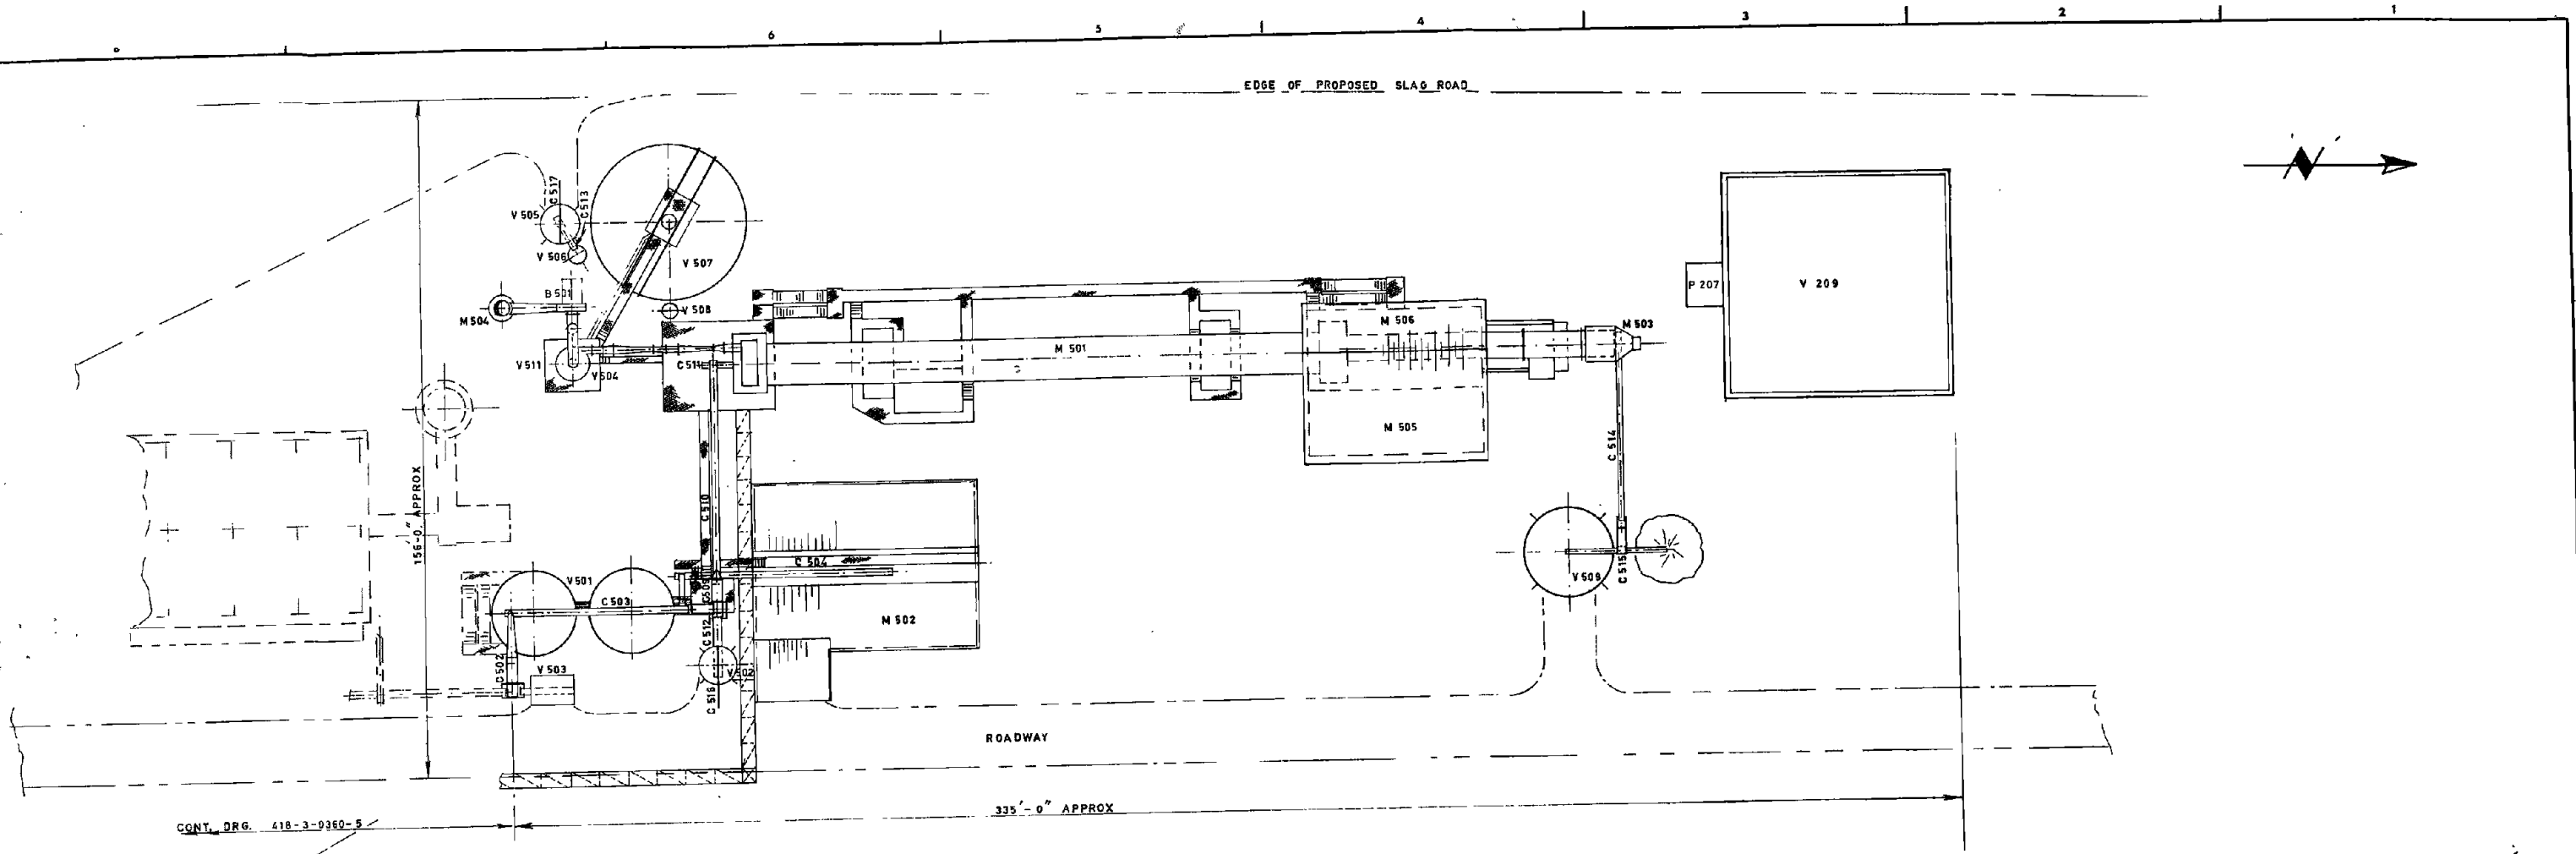 6
5
4
3
2
1
EDGE OF PROPOSED SLAG ROAD
N
C 517
C 513
V 505
V 506
V 507
P 207
V 209
B 501
M 504
V 508
M 506
M 503
M 501
V 511
V 504
C 511
M 505
C 514
156-0" APPROX
C 510
C 504
V 501
C 503
C 509
C 515
V 509
C 512
M 502
C 502
V 503
V 502
C 516
ROADWAY
335'-0" APPROX
CONT. DRG. 418-3-0360-5